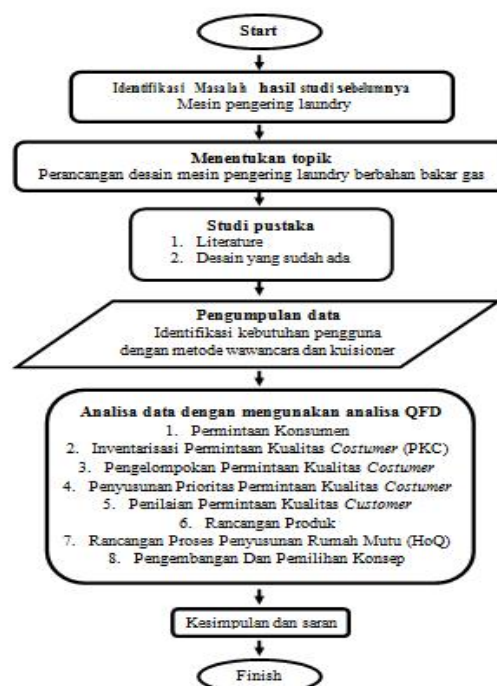 Start
Identifikasi Masalah hasil studi sebelumnya
Mesin pengering laundry
Menentukan topik
Perancangan desain mesin pengering laundry berbahan bakar gas
Studi pustaka
1. Literature
2. Desain yang sudah ada
Pengumpulan data
Identifikasi kebutuhan pengguna
dengan metode wawancara dan kuisioner
Analisa data dengan mengunakan analisa QFD
1. Permintaan Konsumen
2. Inventarisasi Permintaan Kualitas Costumer (PKC)
3. Pengelompokan Permintaan Kualitas Costumer
4. Penyusunan Prioritas Permintaan Kualitas Costumer
5. Penilaian Permintaan Kualitas Customer
6. Rancangan Produk
7. Rancangan Proses Penyusunan Rumah Mutu (HoQ)
8. Pengembangan Dan Pemilihan Konsep
Kesimpulan dan saran
Finish